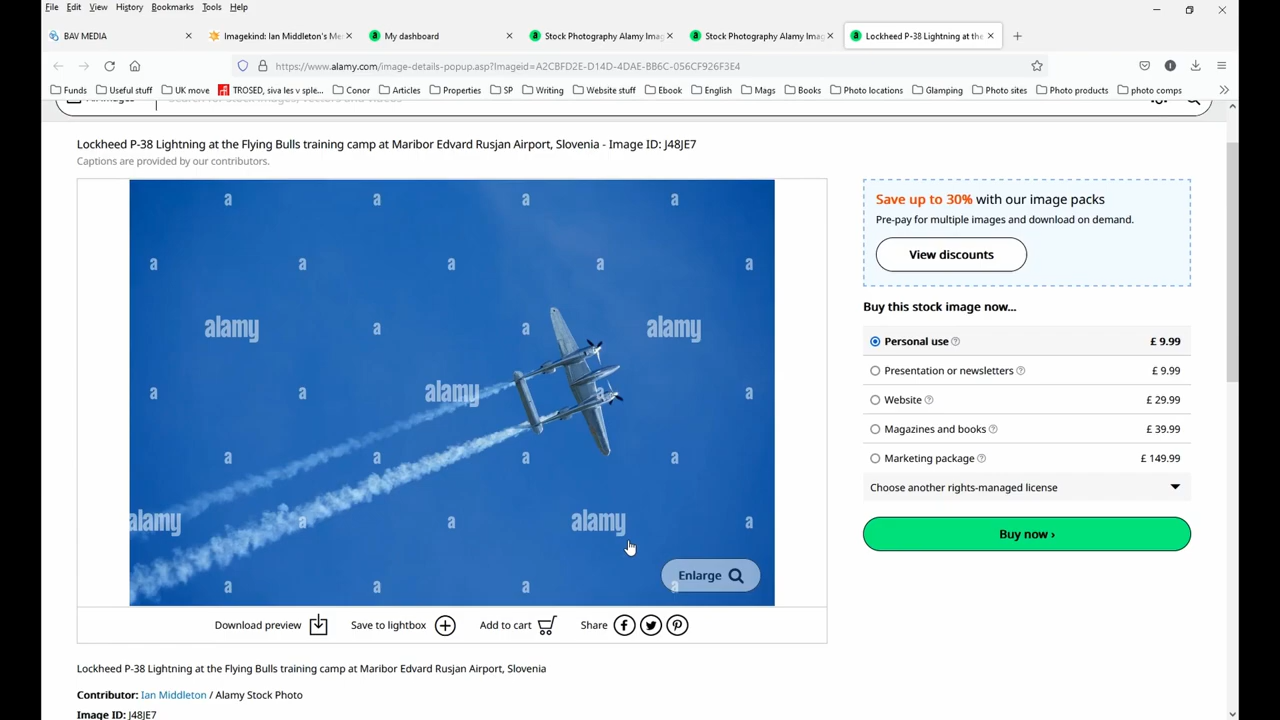 File Edit View History Bookmarks Tools Help
BAV MEDIA
Imagekind: Ian Middleton's Me
My dashboard
Stock Photography Alamy Imag
Stock Photography Alamy Imag
Lockheed P-38 Lightning at the
https://www.alamy.com/image-details-popup.asp?Imageid=A2CBFD2E-D14D-4DAE-BB6C-056CF926F3E4
Funds Useful stuff UK move TROSED, siva les v sple... Conor Articles Properties SP Writing Website stuff Ebook English Mags Books Photo locations Glamping Photo sites Photo products photo comps
Lockheed P-38 Lightning at the Flying Bulls training camp at Maribor Edvard Rusjan Airport, Slovenia - Image ID: J48JE7
Captions are provided by our contributors.
a a a a
a a a a a
alamy a a alamy
a a alamy a a
a a a a
alamy a a alamy a
a a a a
Enlarge
Download preview Save to lightbox Add to cart Share
Lockheed P-38 Lightning at the Flying Bulls training camp at Maribor Edvard Rusjan Airport, Slovenia
Contributor: Ian Middleton / Alamy Stock Photo
Image ID: J48JE7
Save up to 30% with our image packs
Pre-pay for multiple images and download on demand.
View discounts
Buy this stock image now...
Personal use £ 9.99
Presentation or newsletters £ 9.99
Website £ 29.99
Magazines and books £ 39.99
Marketing package £ 149.99
Choose another rights-managed license
Buy now ›